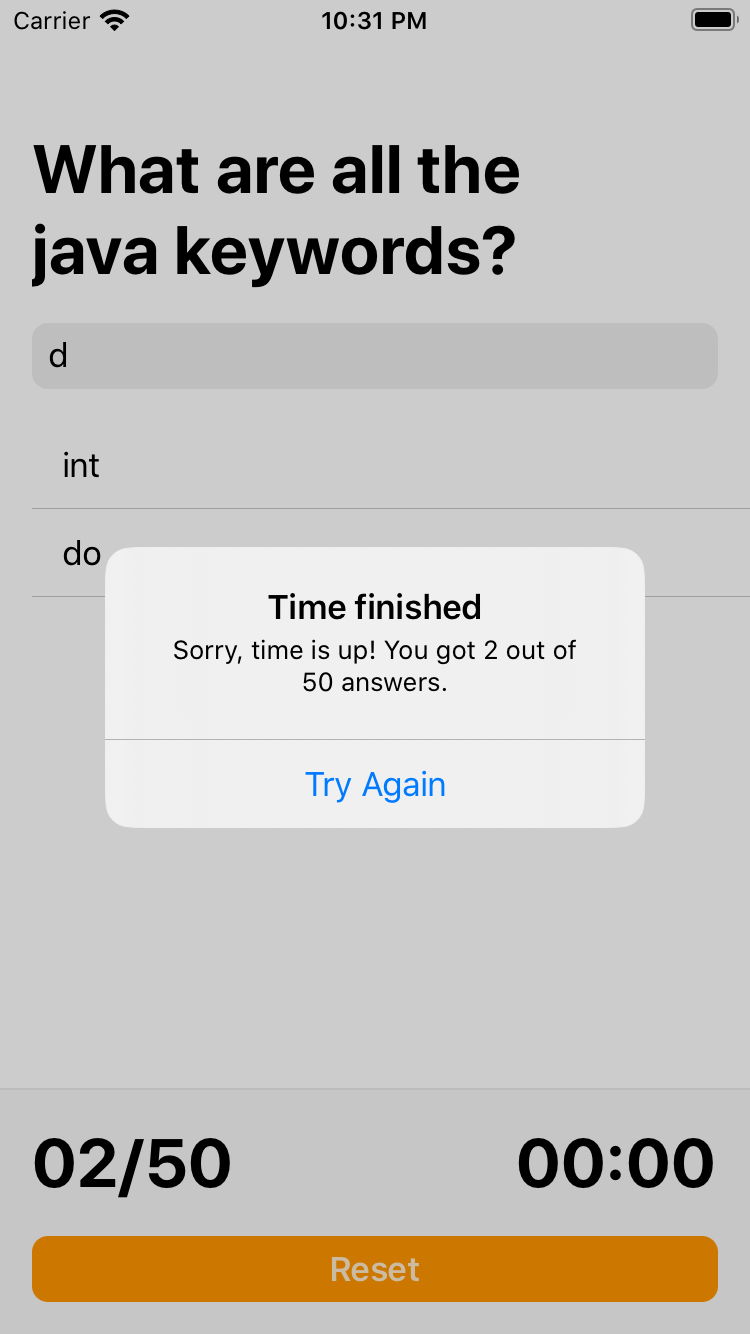 Carrier
10:31 PM
What are all the
java keywords?
d
int
do
Time finished
Sorry, time is up! You got 2 out of
50 answers.
Try Again
02/50
00:00
Reset